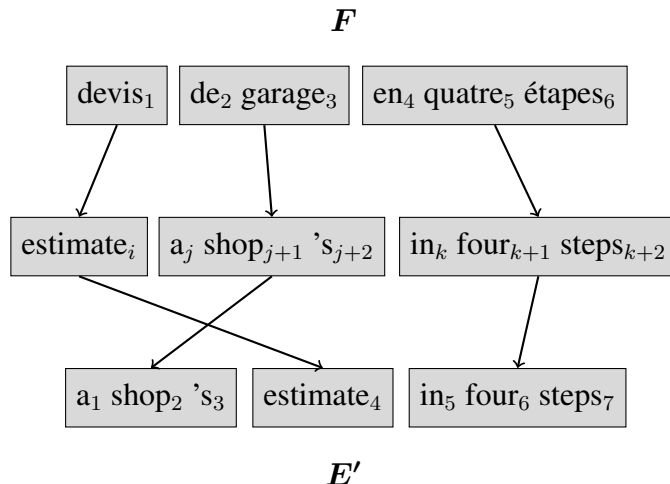 F
devis₁ de₂ garage₃ en₄ quatre₅ étapes₆
estimateᵢ aⱼ shopⱼ₊₁ 'sⱼ₊₂ inₖ fourₖ₊₁ stepsₖ₊₂
a₁ shop₂ 's₃ estimate₄ in₅ four₆ steps₇
E′